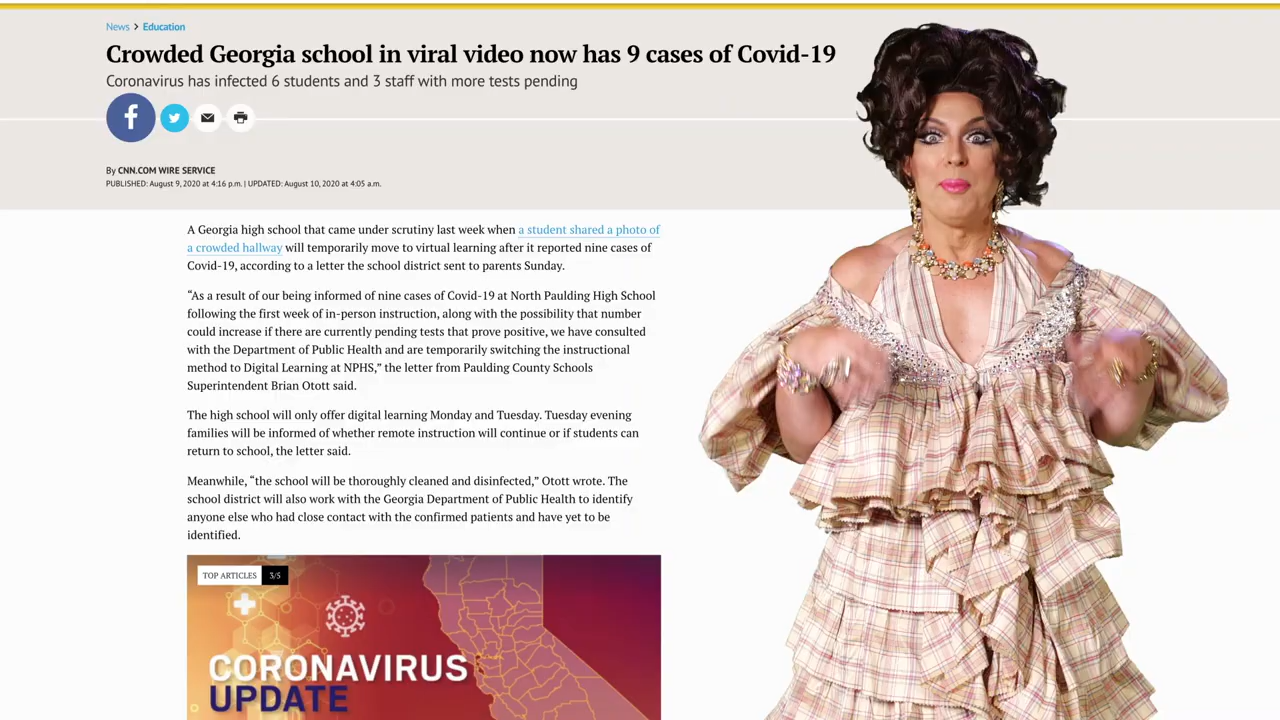 News > Education
Crowded Georgia school in viral video now has 9 cases of Covid-19
Coronavirus has infected 6 students and 3 staff with more tests pending
By CNN.COM WIRE SERVICE
PUBLISHED: August 9, 2020 at 4:16 p.m. | UPDATED: August 10, 2020 at 4:05 a.m.
A Georgia high school that came under scrutiny last week when a student shared a photo of
a crowded hallway will temporarily move to virtual learning after it reported nine cases of
Covid-19, according to a letter the school district sent to parents Sunday.
“As a result of our being informed of nine cases of Covid-19 at North Paulding High School
following the first week of in-person instruction, along with the possibility that number
could increase if there are currently pending tests that prove positive, we have consulted
with the Department of Public Health and are temporarily switching the instructional
method to Digital Learning at NPHS,” the letter from Paulding County Schools
Superintendent Brian Otott said.
The high school will only offer digital learning Monday and Tuesday. Tuesday evening
families will be informed of whether remote instruction will continue or if students can
return to school, the letter said.
Meanwhile, “the school will be thoroughly cleaned and disinfected,” Otott wrote. The
school district will also work with the Georgia Department of Public Health to identify
anyone else who had close contact with the confirmed patients and have yet to be
identified.
TOP ARTICLES 3/5
CORONAVIRUS
UPDATE